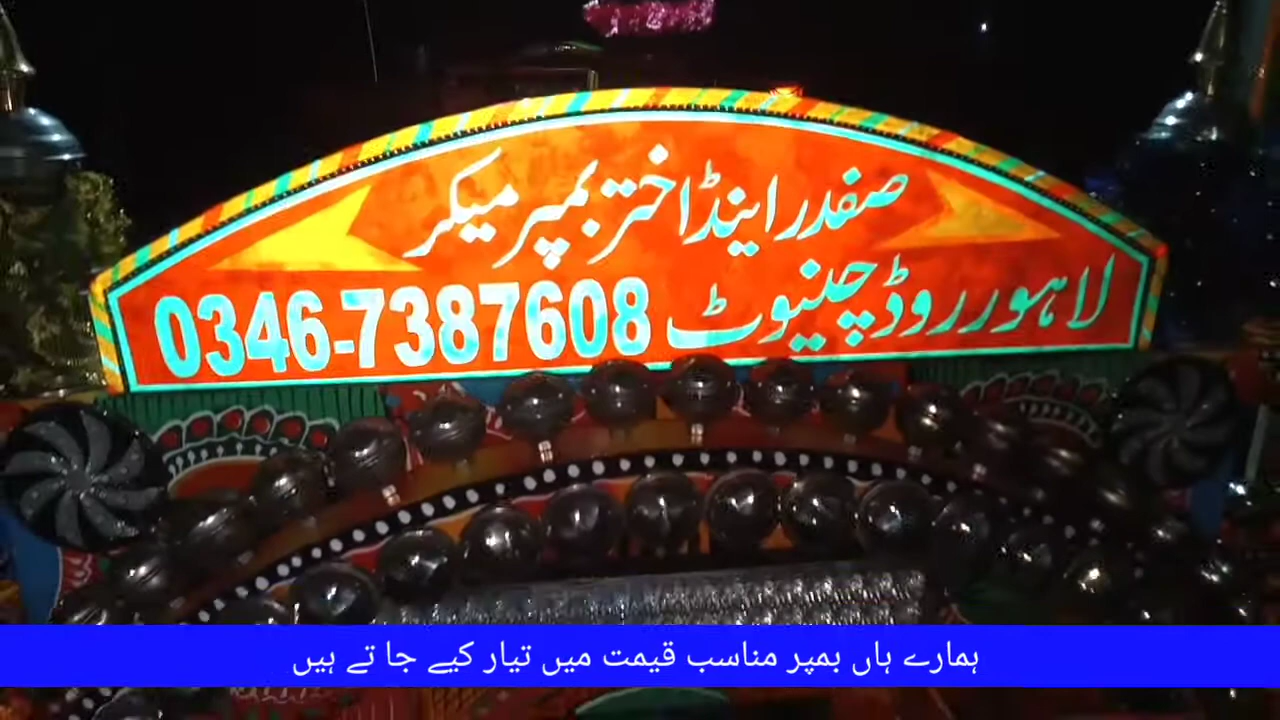 صفدر اینڈ اختر بمپر میکر
لاہور روڈ چنیوٹ 0346-7387608
ہمارے ہاں بمپر مناسب قیمت میں تیار کیے جا تے ہیں